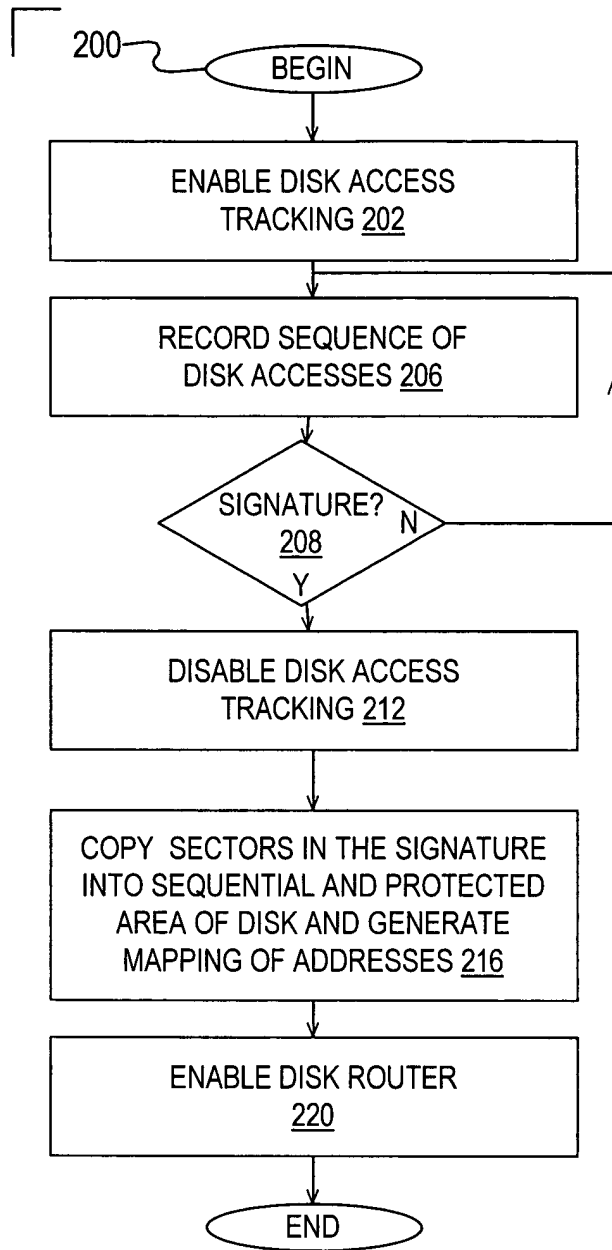 200
BEGIN
ENABLE DISK ACCESS
TRACKING 202
RECORD SEQUENCE OF
DISK ACCESSES 206
SIGNATURE?
208
N
Y
DISABLE DISK ACCESS
TRACKING 212
COPY SECTORS IN THE SIGNATURE
INTO SEQUENTIAL AND PROTECTED
AREA OF DISK AND GENERATE
MAPPING OF ADDRESSES 216
ENABLE DISK ROUTER
220
END